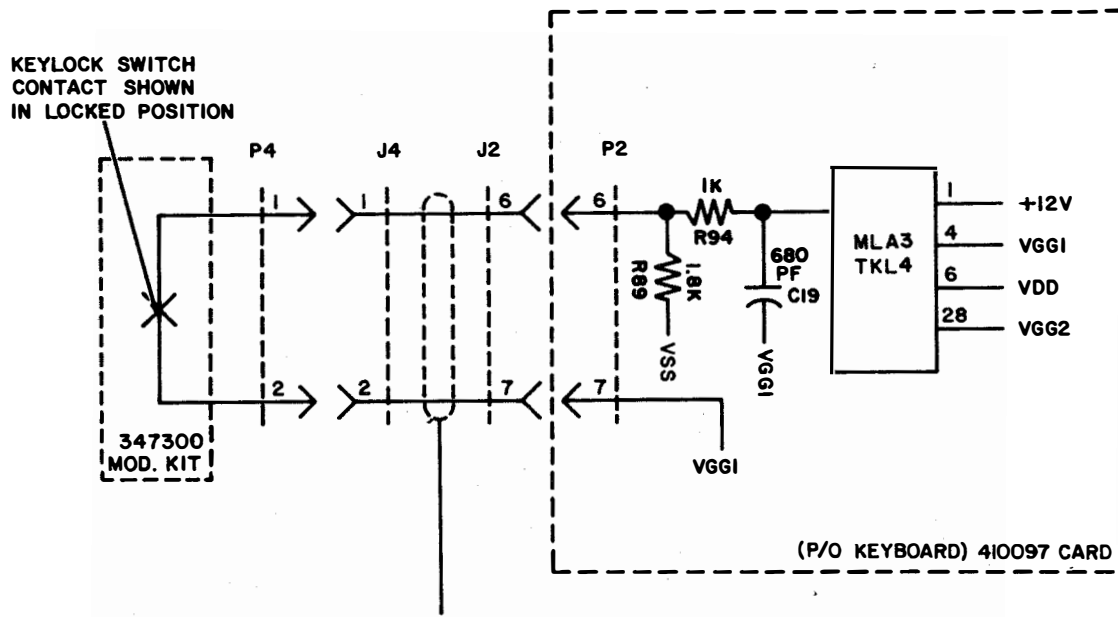 KEYLOCK SWITCH
CONTACT SHOWN
IN LOCKED POSITION
P4
J4
J2
P2
1
1
6
6
1K
R94
R89
1.8K
VSS
680
PF
C19
VGG1
MLA3
TKL4
1
+12V
4
VGG1
6
VDD
28
VGG2
2
2
7
7
VGG1
347300
MOD. KIT
(P/O KEYBOARD) 410097 CARD